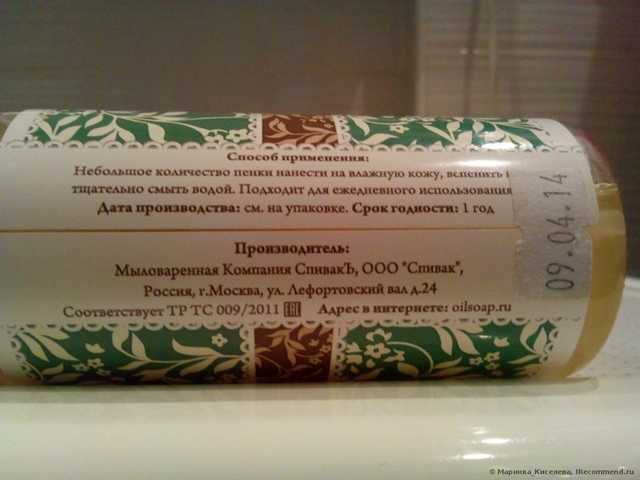 Способ применения:
Небольшое количество пенки нанести на влажную кожу, вспенить
тщательно смыть водой. Подходит для ежедневного использования
Дата производства: см. на упаковке. Срок годности: 1 год
Производитель:
Мыловаренная Компания СпивакЪ, ООО "Спивак",
Россия, г.Москва, ул. Лефортовский вал д.24
Соответствует ТР ТС 009/2011 ЕАС Адрес в интернете: oilsoap.ru
09.04.14
© Маринка_Киселева, IRecommend.ru